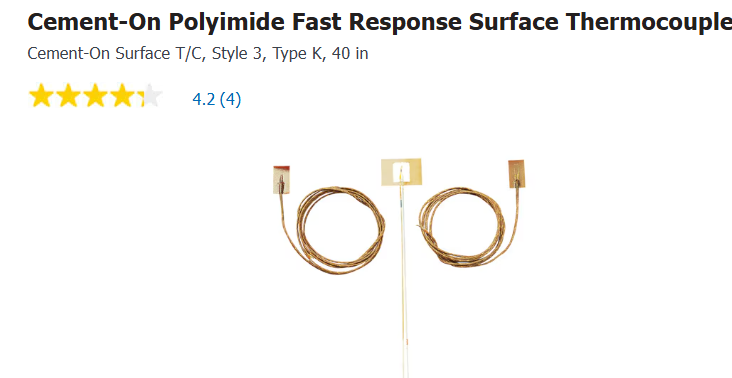 Cement-On Polyimide Fast Response Surface Thermocouple
Cement-On Surface T/C, Style 3, Type K, 40 in
4.2 (4)